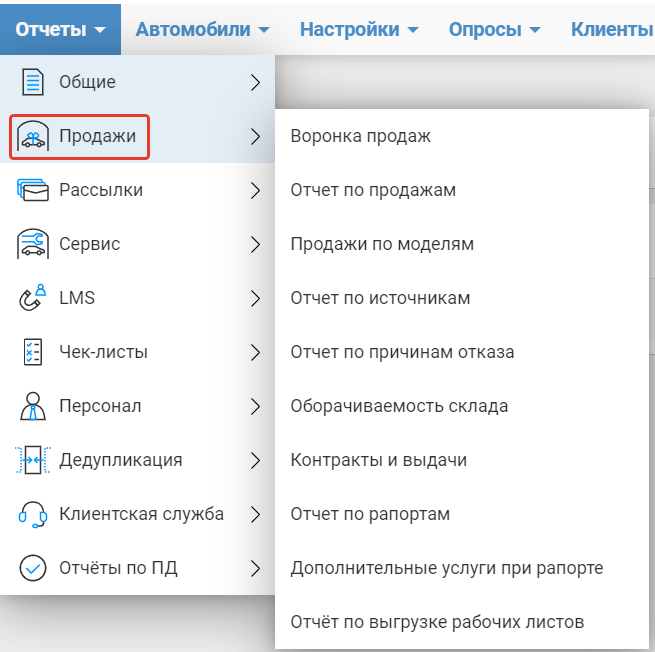 Отчеты Автомобили Настройки Опросы Клиенты
Общие
Продажи
Рассылки
Сервис
LMS
Чек-листы
Персонал
Дедупликация
Клиентская служба
Отчёты по ПД
Воронка продаж
Отчет по продажам
Продажи по моделям
Отчет по источникам
Отчет по причинам отказа
Оборачиваемость склада
Контракты и выдачи
Отчет по рапортам
Дополнительные услуги при рапорте
Отчёт по выгрузке рабочих листов